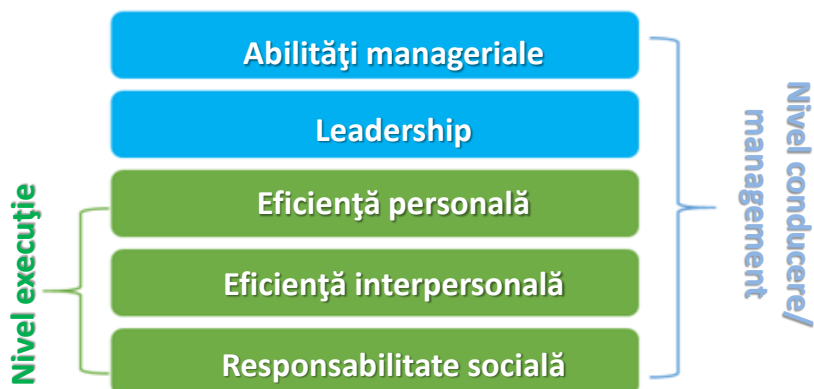 Abilităţi manageriale
Leadership
Eficienţă personală
Eficienţă interpersonală
Responsabilitate socială
Nivel execuţie
Nivel conducere/
management